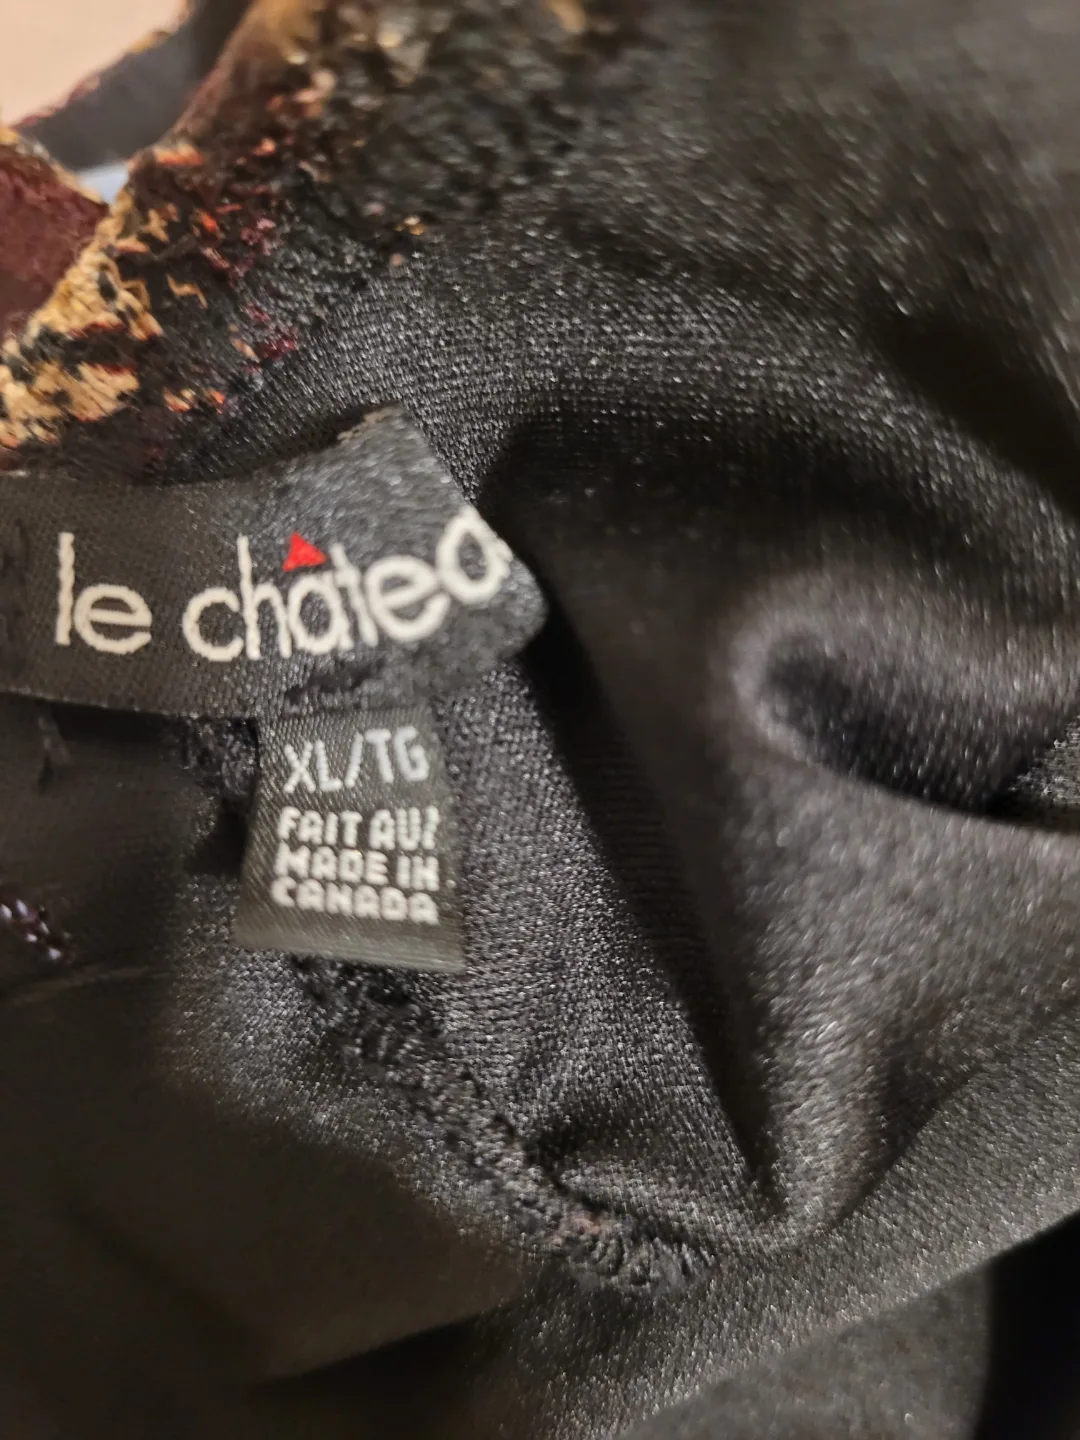 le châtea
XL/TG
FAIT AU/
MADE IN
CANADA